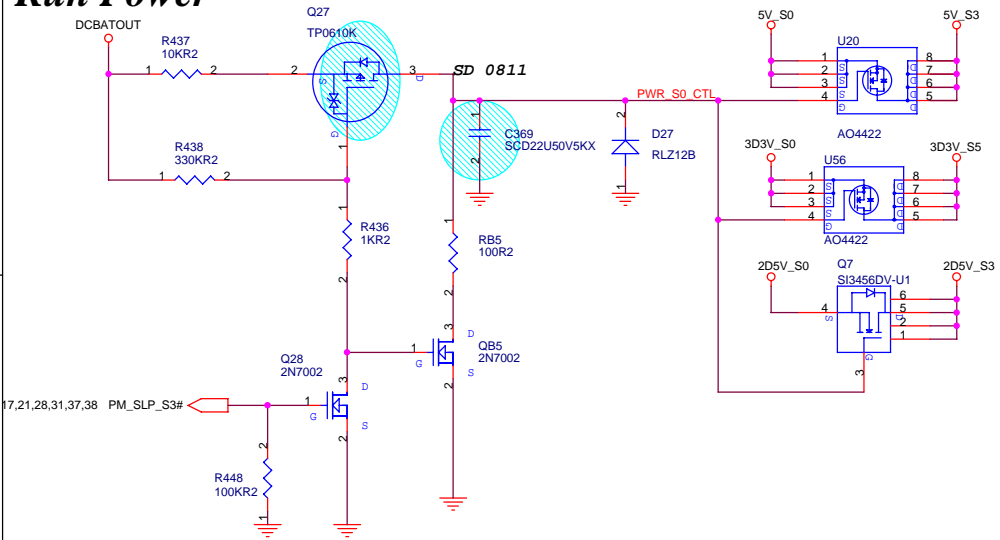 Run Power
DCBATOUT
R437
10KR2
1 2
Q27
TP0610K
2 3
S D
G
1
SD 0811
R438
330KR2
1 2
C369
SCD22U50V5KX
1
2
PWR_S0_CTL
D27
RLZ12B
2
1
R436
1KR2
1
2
RB5
100R2
1
2
QB5
2N7002
3 D
1
G
S
2
Q28
2N7002
3 D
1
G
S
2
17,21,28,31,37,38 PM_SLP_S3#
R448
100KR2
2
1
5V_S0 5V_S3
U20
1 S D 8
2 S D 7
3 S D 6
4 G D 5
AO4422
3D3V_S0 3D3V_S5
U56
1 S D 8
2 S D 7
3 S D 6
4 G D 5
AO4422
2D5V_S0 2D5V_S3
Q7
SI3456DV-U1
4 S
6
5 D
2
1
G
3